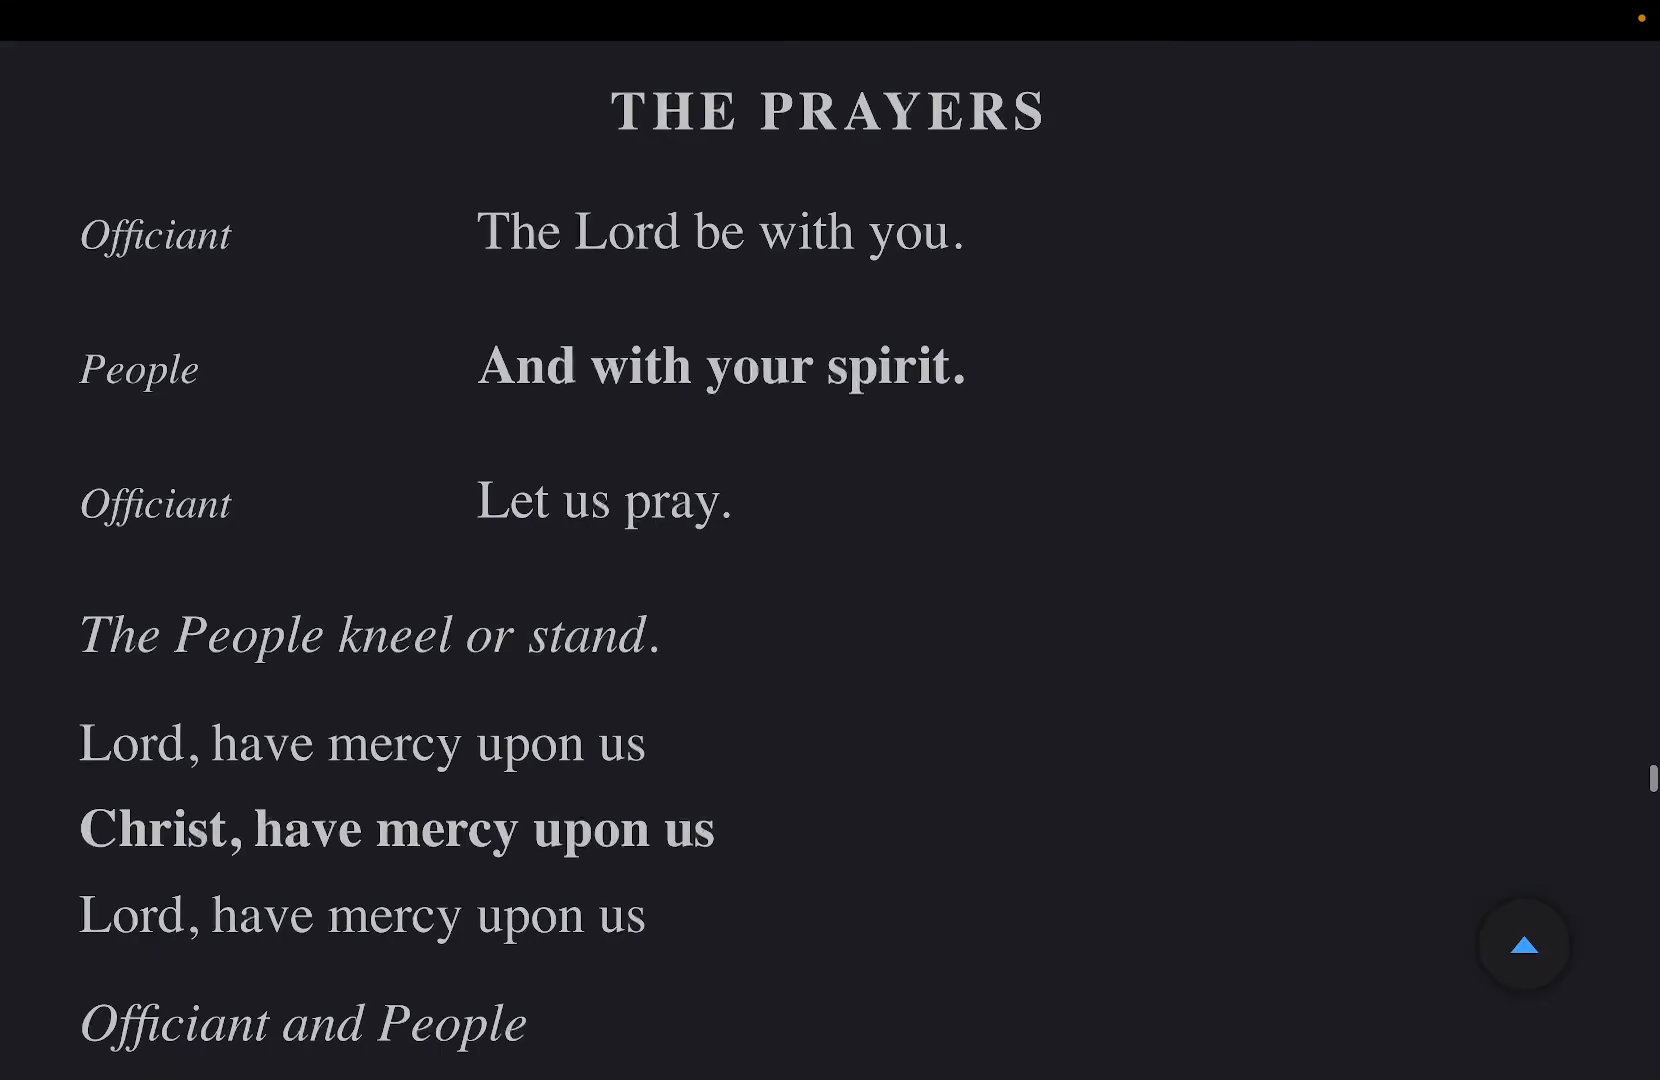 THE PRAYERS
Officiant The Lord be with you.
People And with your spirit.
Officiant Let us pray.
The People kneel or stand.
Lord, have mercy upon us
Christ, have mercy upon us
Lord, have mercy upon us
Officiant and People